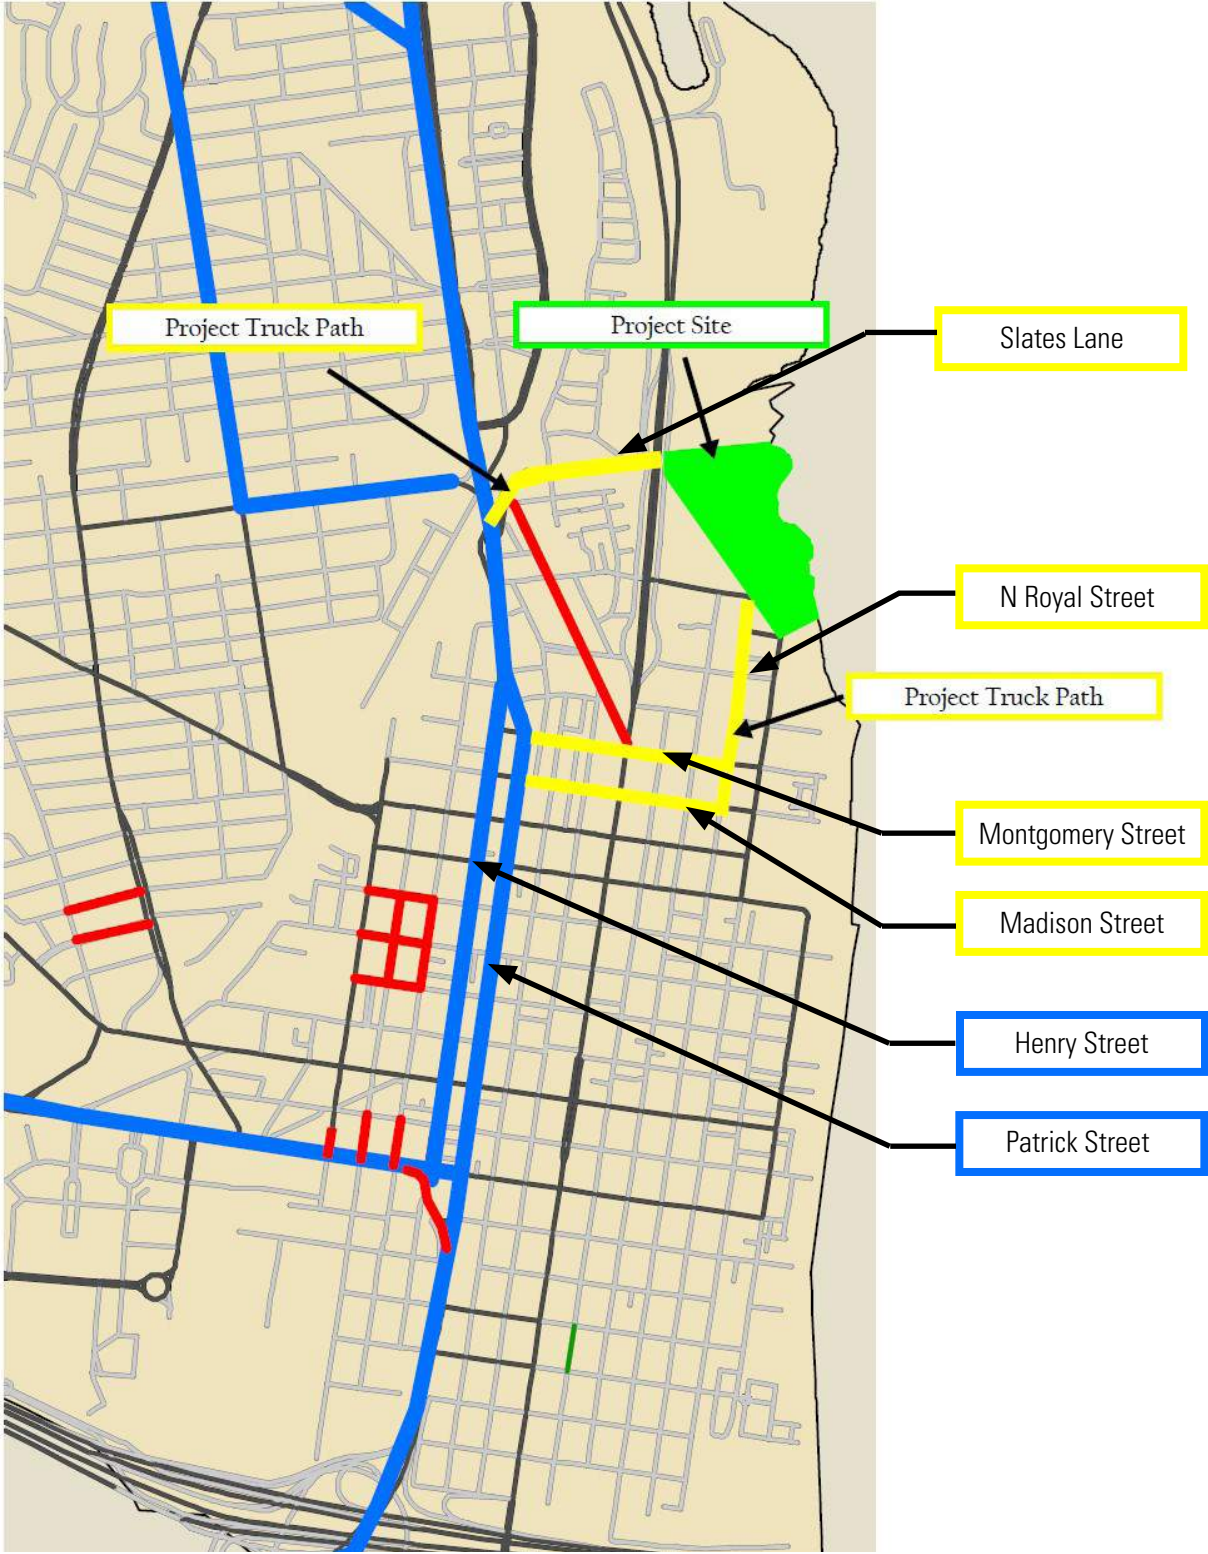 Project Truck Path
Project Site
Slates Lane
N Royal Street
Project Truck Path
Montgomery Street
Madison Street
Henry Street
Patrick Street